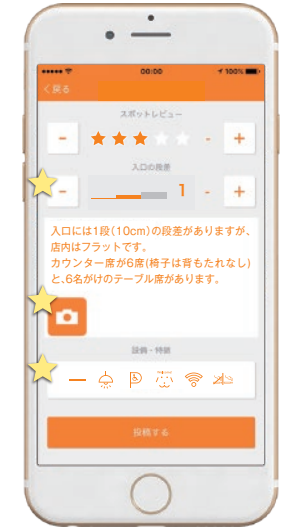 00:00
100%
く戻る
スポットレビュー
-
- +
入口の段差
- 1 - +
入口には1段(10cm)の段差がありますが、
店内はフラットです。
カウンター席が6席(椅子は背もたれなし)
と、6名がけのテーブル席があります。
設備・特徴
P
投稿する